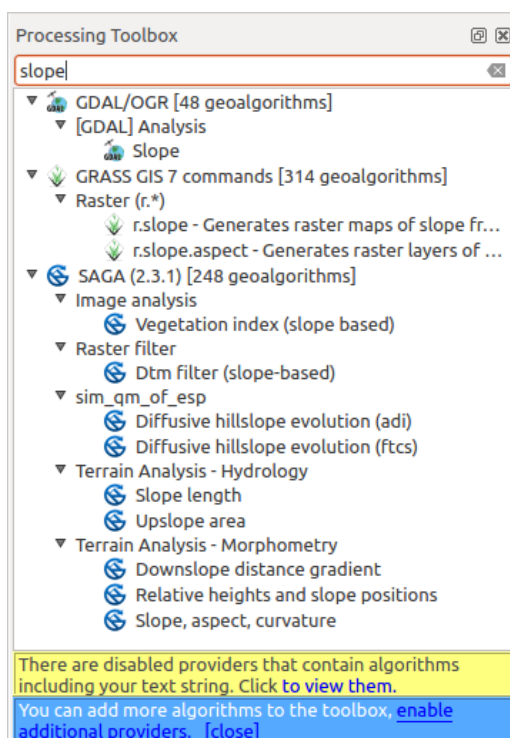 Processing Toolbox
slope
GDAL/OGR [48 geoalgorithms]
[GDAL] Analysis
Slope
GRASS GIS 7 commands [314 geoalgorithms]
Raster (r.*)
r.slope - Generates raster maps of slope fr...
r.slope.aspect - Generates raster layers of ...
SAGA (2.3.1) [248 geoalgorithms]
Image analysis
Vegetation index (slope based)
Raster filter
Dtm filter (slope-based)
sim_qm_of_esp
Diffusive hillslope evolution (adi)
Diffusive hillslope evolution (ftcs)
Terrain Analysis - Hydrology
Slope length
Upslope area
Terrain Analysis - Morphometry
Downslope distance gradient
Relative heights and slope positions
Slope, aspect, curvature
There are disabled providers that contain algorithms
including your text string. Click to view them.
You can add more algorithms to the toolbox, enable
additional providers. [close]